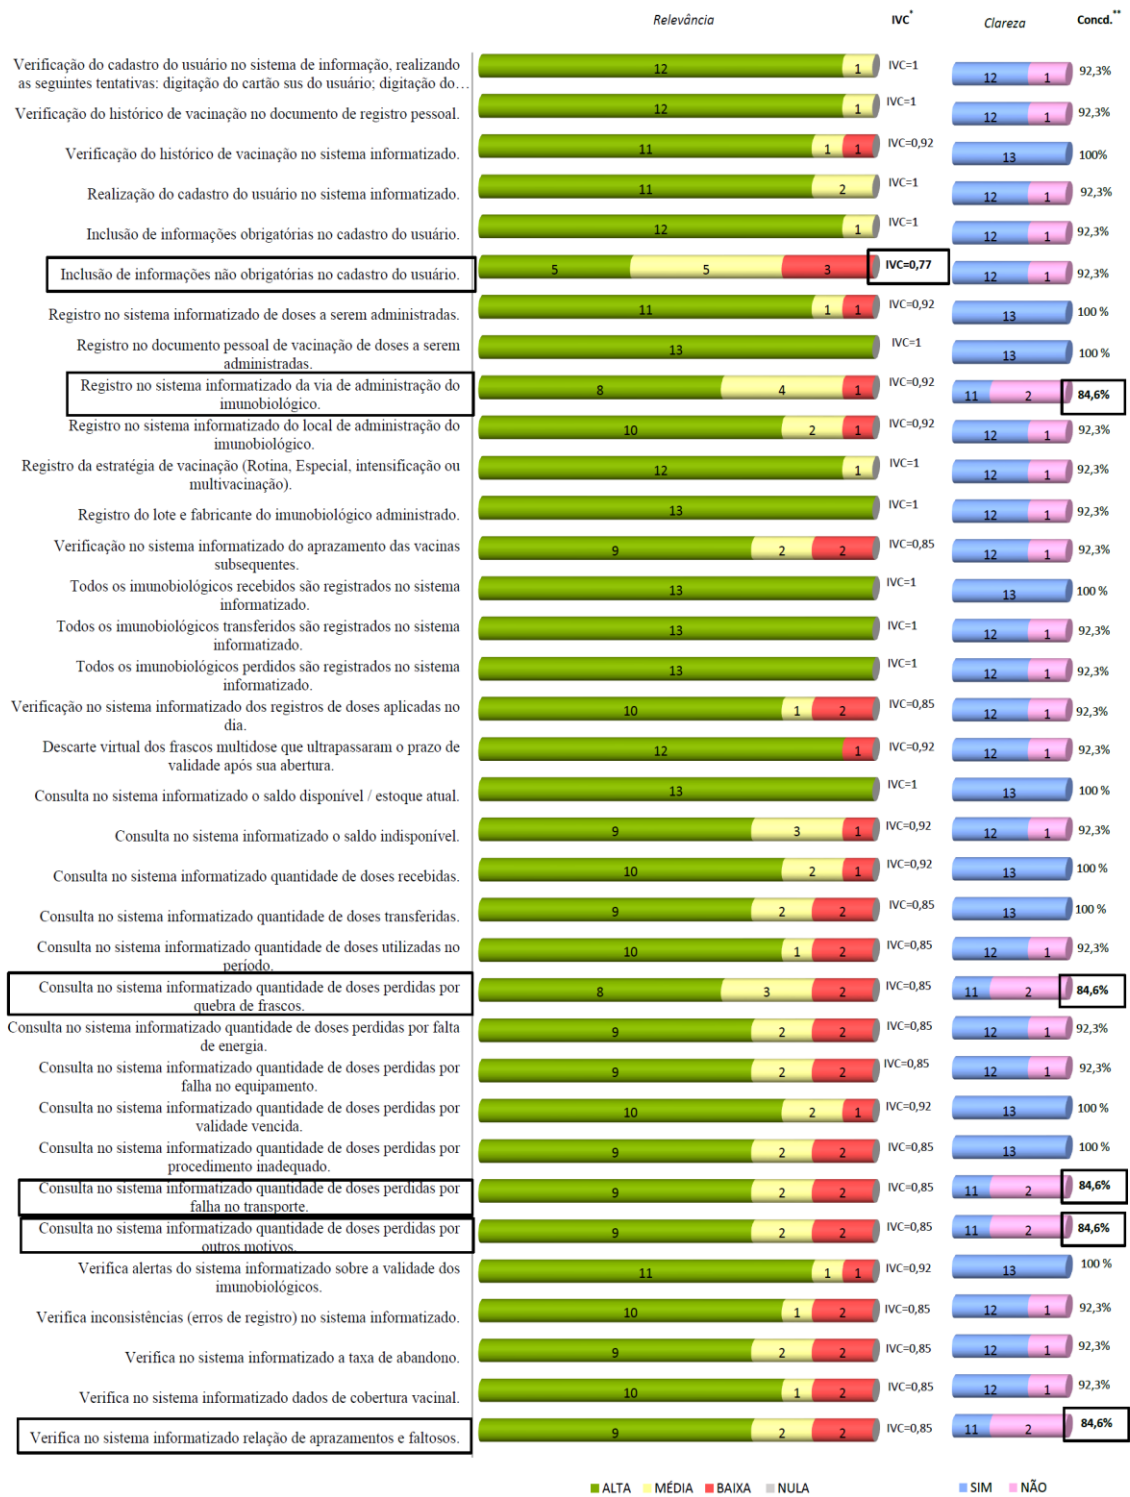 Relevância IVC* Clareza Concd.**
Verificação do cadastro do usuário no sistema de informação, realizando
as seguintes tentativas: digitação do cartão sus do usuário; digitação do…
12 1 IVC=1 12 1 92,3%
Verificação do histórico de vacinação no documento de registro pessoal.
12 1 IVC=1 12 1 92,3%
Verificação do histórico de vacinação no sistema informatizado.
11 1 1 IVC=0,92 13 100%
Realização do cadastro do usuário no sistema informatizado.
11 2 IVC=1 12 1 92,3%
Inclusão de informações obrigatórias no cadastro do usuário.
12 1 IVC=1 12 1 92,3%
Inclusão de informações não obrigatórias no cadastro do usuário.
5 5 3 IVC=0,77 12 1 92,3%
Registro no sistema informatizado de doses a serem administradas.
11 1 1 IVC=0,92 13 100 %
Registro no documento pessoal de vacinação de doses a serem
administradas.
13 IVC=1 13 100 %
Registro no sistema informatizado da via de administração do
imunobiológico.
8 4 1 IVC=0,92 11 2 84,6%
Registro no sistema informatizado do local de administração do
imunobiológico.
10 2 1 IVC=0,92 12 1 92,3%
Registro da estratégia de vacinação (Rotina, Especial, intensificação ou
multivacinação).
12 1 IVC=1 12 1 92,3%
Registro do lote e fabricante do imunobiológico administrado.
13 IVC=1 12 1 92,3%
Verificação no sistema informatizado do aprazamento das vacinas
subsequentes.
9 2 2 IVC=0,85 12 1 92,3%
Todos os imunobiológicos recebidos são registrados no sistema
informatizado.
13 IVC=1 13 100 %
Todos os imunobiológicos transferidos são registrados no sistema
informatizado.
13 IVC=1 12 1 92,3%
Todos os imunobiológicos perdidos são registrados no sistema
informatizado.
13 IVC=1 12 1 92,3%
Verificação no sistema informatizado dos registros de doses aplicadas no
dia.
10 1 2 IVC=0,85 12 1 92,3%
Descarte virtual dos frascos multidose que ultrapassaram o prazo de
validade após sua abertura.
12 1 IVC=0,92 12 1 92,3%
Consulta no sistema informatizado o saldo disponível / estoque atual.
13 IVC=1 13 100 %
Consulta no sistema informatizado o saldo indisponível.
9 3 1 IVC=0,92 12 1 92,3%
Consulta no sistema informatizado quantidade de doses recebidas.
10 2 1 IVC=0,92 13 100 %
Consulta no sistema informatizado quantidade de doses transferidas.
9 2 2 IVC=0,85 13 100 %
Consulta no sistema informatizado quantidade de doses utilizadas no
período.
10 1 2 IVC=0,85 12 1 92,3%
Consulta no sistema informatizado quantidade de doses perdidas por
quebra de frascos.
8 3 2 IVC=0,85 11 2 84,6%
Consulta no sistema informatizado quantidade de doses perdidas por falta
de energia.
9 2 2 IVC=0,85 12 1 92,3%
Consulta no sistema informatizado quantidade de doses perdidas por
falha no equipamento.
9 2 2 IVC=0,85 12 1 92,3%
Consulta no sistema informatizado quantidade de doses perdidas por
validade vencida.
10 2 1 IVC=0,92 13 100 %
Consulta no sistema informatizado quantidade de doses perdidas por
procedimento inadequado.
9 2 2 IVC=0,85 13 100 %
Consulta no sistema informatizado quantidade de doses perdidas por
falha no transporte.
9 2 2 IVC=0,85 11 2 84,6%
Consulta no sistema informatizado quantidade de doses perdidas por
outros motivos.
9 2 2 IVC=0,85 11 2 84,6%
Verifica alertas do sistema informatizado sobre a validade dos
imunobiológicos.
11 1 1 IVC=0,92 13 100 %
Verifica inconsistências (erros de registro) no sistema informatizado.
10 1 2 IVC=0,85 12 1 92,3%
Verifica no sistema informatizado a taxa de abandono.
9 2 2 IVC=0,85 12 1 92,3%
Verifica no sistema informatizado dados de cobertura vacinal.
10 1 2 IVC=0,85 12 1 92,3%
Verifica no sistema informatizado relação de aprazamentos e faltosos.
9 2 2 IVC=0,85 11 2 84,6%
ALTA MÉDIA BAIXA NULA SIM NÃO